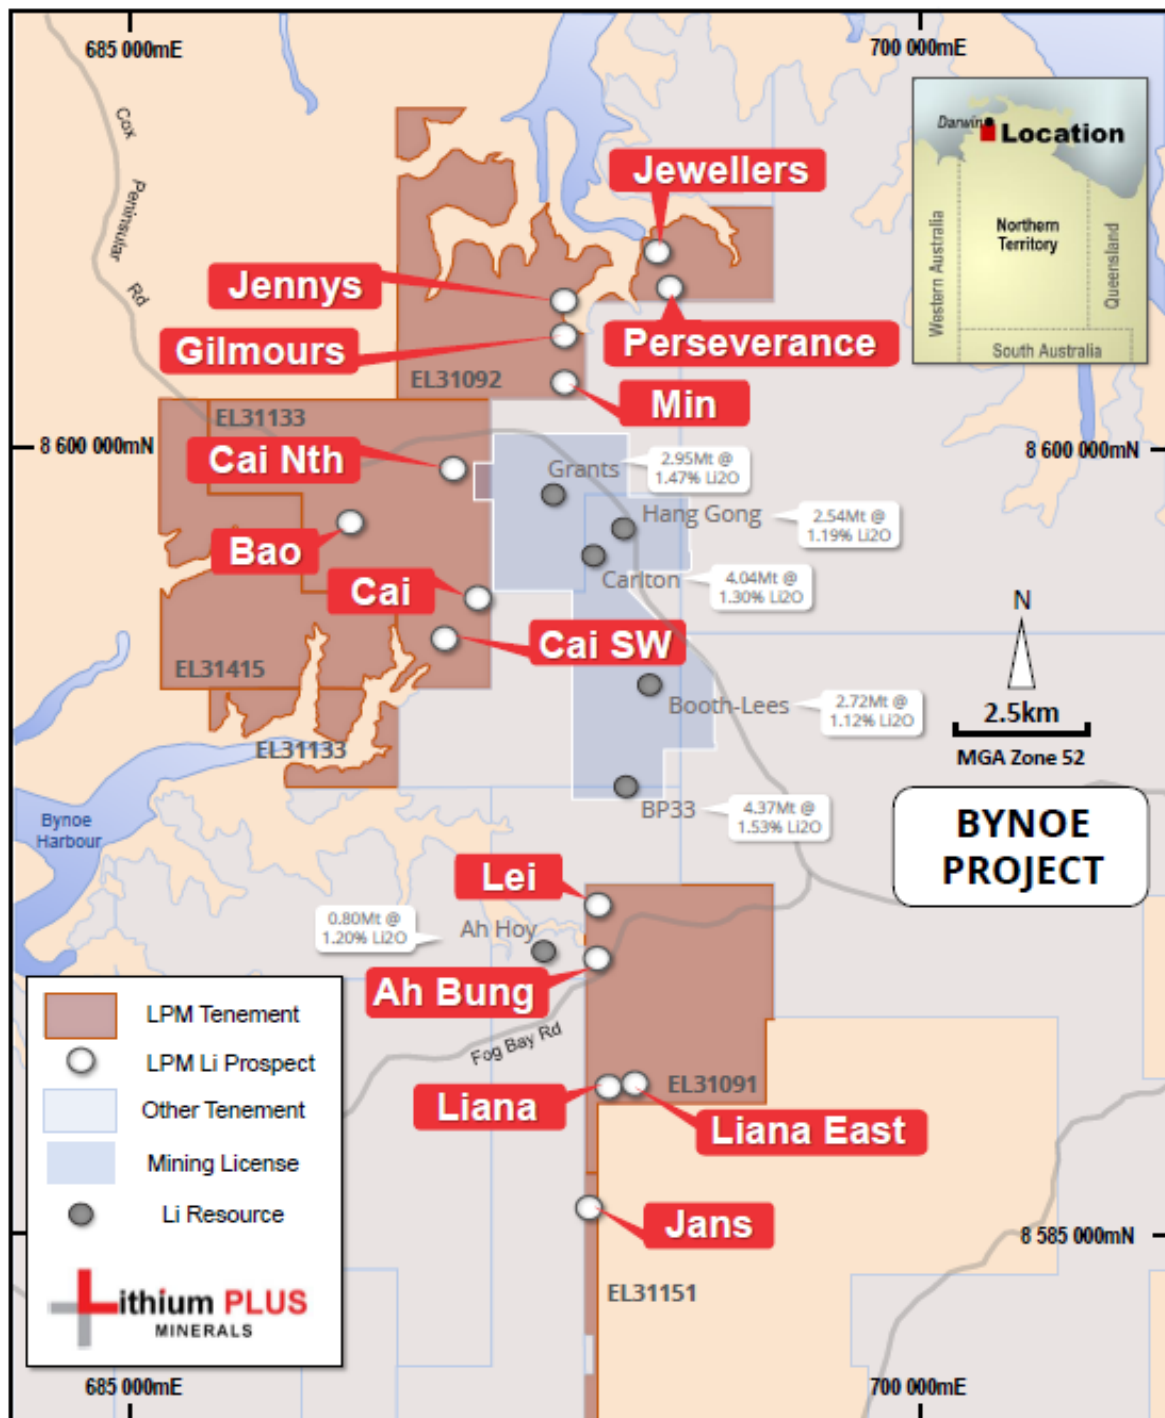 685 000mE
700 000mE
Cox Peninsular Rd
Darwin
Location
Western Australia
Northern
Territory
Queensland
South Australia
Jewellers
Jennys
Gilmours
Perseverance
EL31092
Min
EL31133
8 600 000mN
8 600 000mN
Cai Nth
Grants
2.95Mt @
1.47% Li2O
Hang Gong
2.54Mt @
1.19% Li2O
Bao
Carlton
4.04Mt @
1.30% Li2O
Cai
Cai SW
EL31415
N
2.5km
MGA Zone 52
Booth-Lees
2.72Mt @
1.12% Li2O
EL31133
BP33
4.37Mt @
1.53% Li2O
Bynoe
Harbour
BYNOE
PROJECT
Lei
0.80Mt @
1.20% Li2O
Ah Hoy
Ah Bung
Fog Bay Rd
EL31091
Liana
Liana East
Jans
8 585 000mN
EL31151
LPM Tenement
LPM Li Prospect
Other Tenement
Mining License
Li Resource
Lithium PLUS
MINERALS
685 000mE
700 000mE